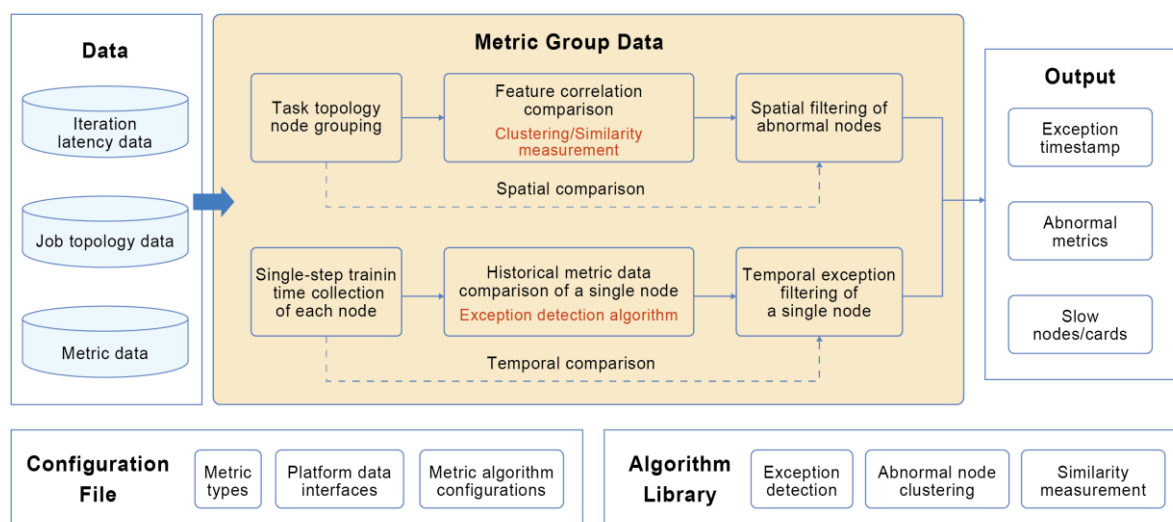 Data
Iteration
latency data
Job topology data
Metric data
Metric Group Data
Task topology
node grouping
Feature correlation
comparison
Clustering/Similarity
measurement
Spatial filtering of
abnormal nodes
Spatial comparison
Single-step trainin
time collection
of each node
Historical metric data
comparison of a single node
Exception detection algorithm
Temporal exception
filtering of
a single node
Temporal comparison
Output
Exception
timestamp
Abnormal
metrics
Slow
nodes/cards
Configuration
File
Metric
types
Platform data
interfaces
Metric algorithm
configurations
Algorithm
Library
Exception
detection
Abnormal node
clustering
Similarity
measurement